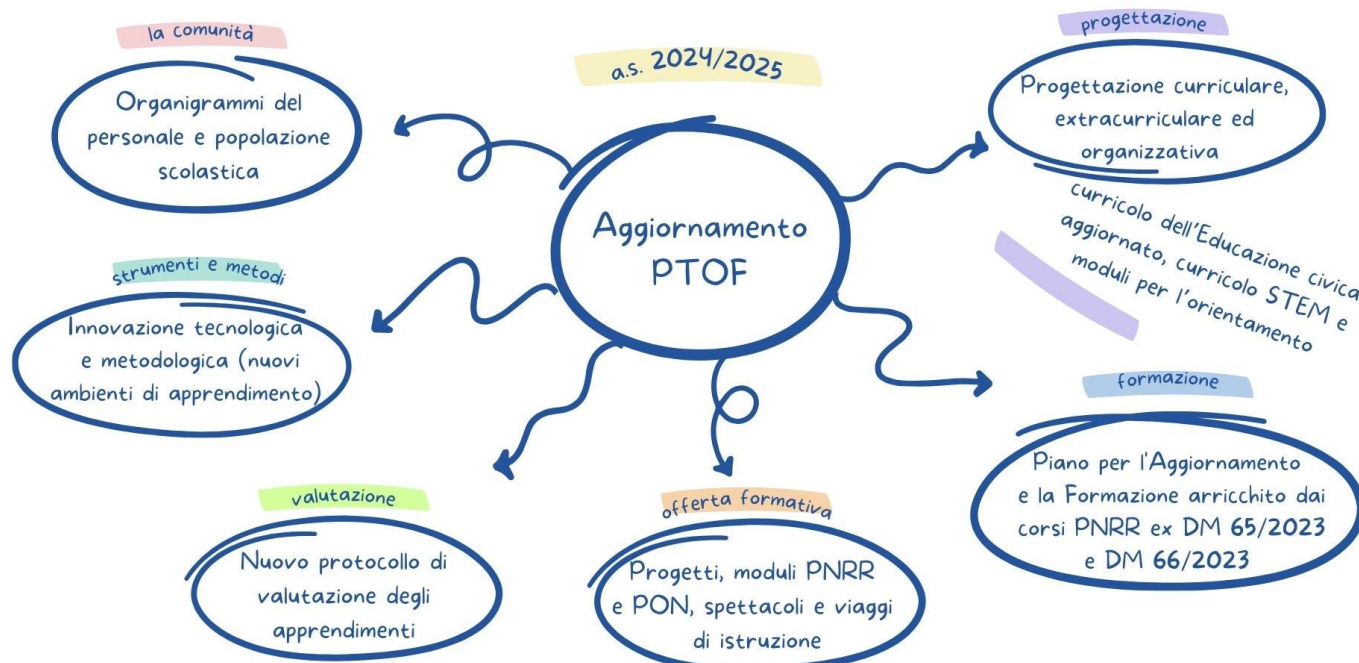 a.s. 2024/2025
Aggiornamento
PTOF
la comunità
Organigrammi del
personale e popolazione
scolastica
strumenti e metodi
Innovazione tecnologica
e metodologica (nuovi
ambienti di apprendimento)
valutazione
Nuovo protocollo di
valutazione degli
apprendimenti
offerta formativa
Progetti, moduli PNRR
e PON, spettacoli e viaggi
di istruzione
progettazione
Progettazione curriculare,
extracurriculare ed
organizzativa
curricolo dell'Educazione civica
aggiornato, curricolo STEM e
moduli per l'orientamento
formazione
Piano per l'Aggiornamento
e la Formazione arricchito dai
corsi PNRR ex DM 65/2023
e DM 66/2023